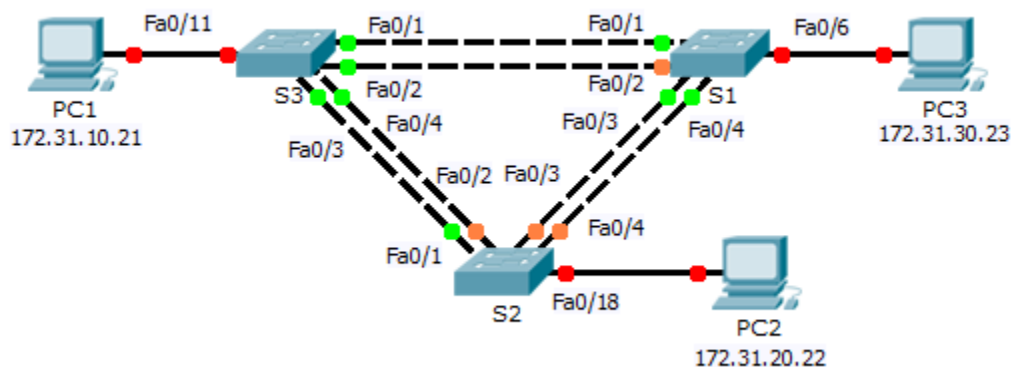 Fa0/11
Fa0/1
Fa0/1
Fa0/6
PC1
172.31.10.21
S3
Fa0/2
Fa0/2
S1
PC3
172.31.30.23
Fa0/3
Fa0/4
Fa0/3
Fa0/4
Fa0/2
Fa0/3
Fa0/1
Fa0/4
S2
Fa0/18
PC2
172.31.20.22